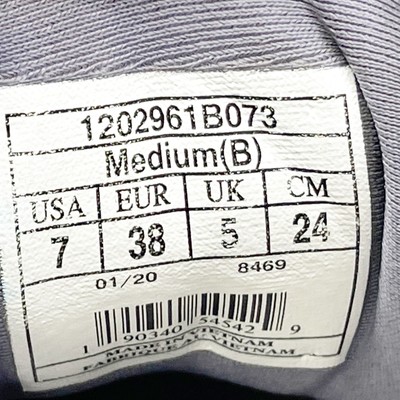 1202961B073
Medium(B)
USA EUR UK CM
7 38 5 24
01/20 8469
1 90340 54542 9
MADE IN VIETNAM
FABRIQUE AU VIETNAM